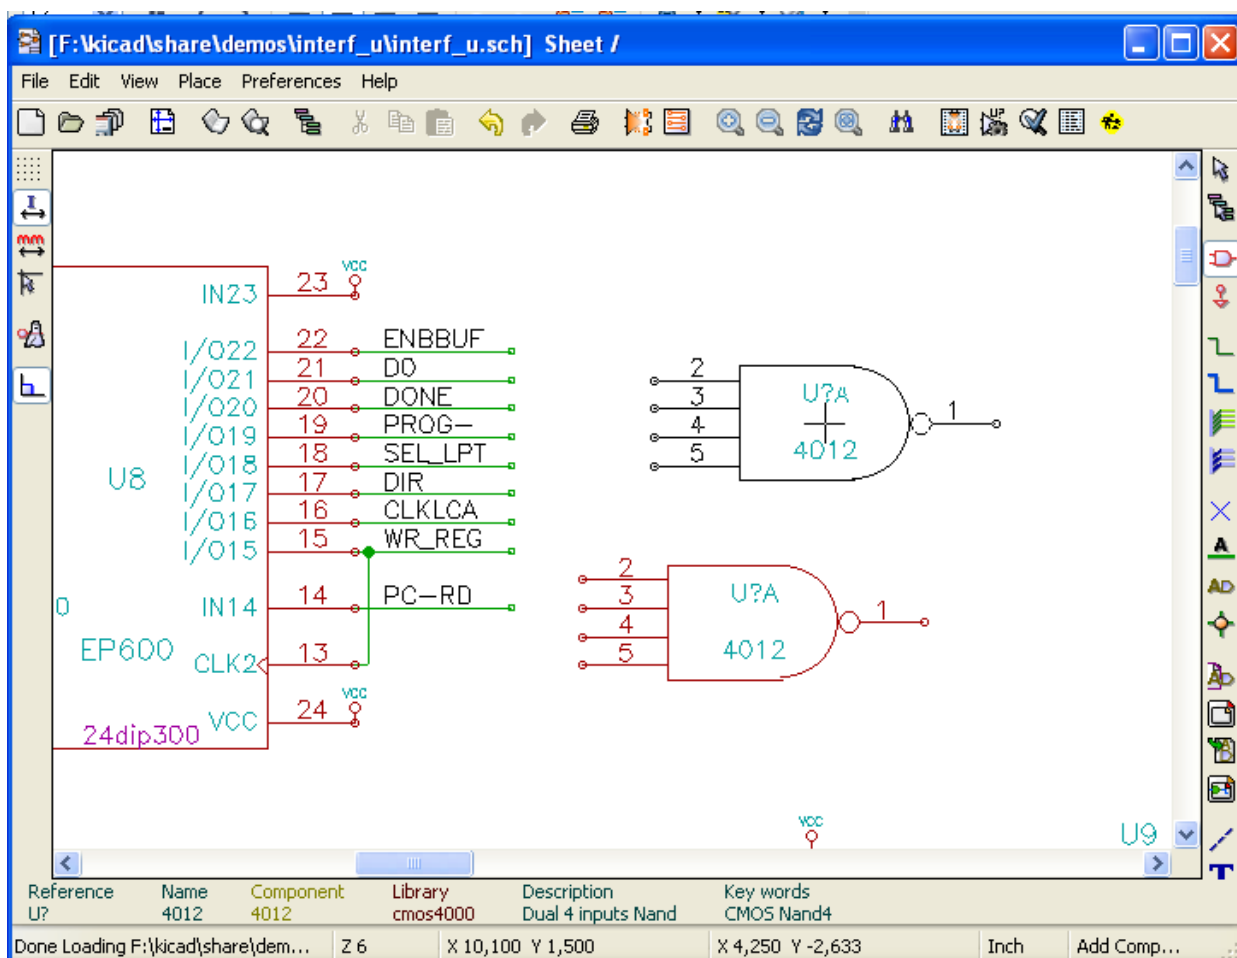 [F:\kicad\share\demos\interf_u\interf_u.sch]  Sheet /
File Edit View Place Preferences Help
mm
VCC
IN23 23
I/O22 22 ENBBUF
I/O21 21 DO
I/O20 20 DONE
I/O19 19 PROG-
I/O18 18 SEL_LPT
I/O17 17 DIR
I/O16 16 CLKLCA
I/O15 15 WR_REG
U8
0 IN14 14 PC-RD
EP600 CLK2 13
VCC
VCC 24
24dip300
2
3 U?A
4 4012
5
1
2
3 U?A
4
5 4012
1
VCC
U9
A
AD
T
Reference Name Component Library Description Key words
U? 4012 4012 cmos4000 Dual 4 inputs Nand CMOS Nand4
Done Loading F:\kicad\share\dem... Z 6 X 10,100 Y 1,500 X 4,250 Y -2,633 Inch Add Comp...